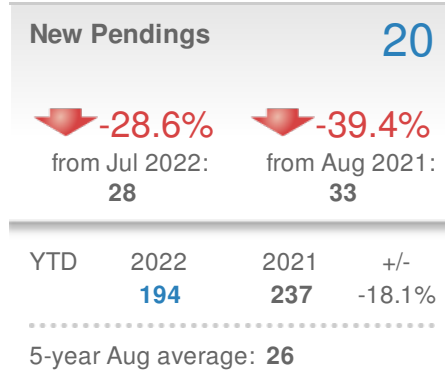 New Pendings 20
-28.6% -39.4%
from Jul 2022: from Aug 2021:
28 33
YTD 2022 2021 +/-
194 237 -18.1%
5-year Aug average: 26